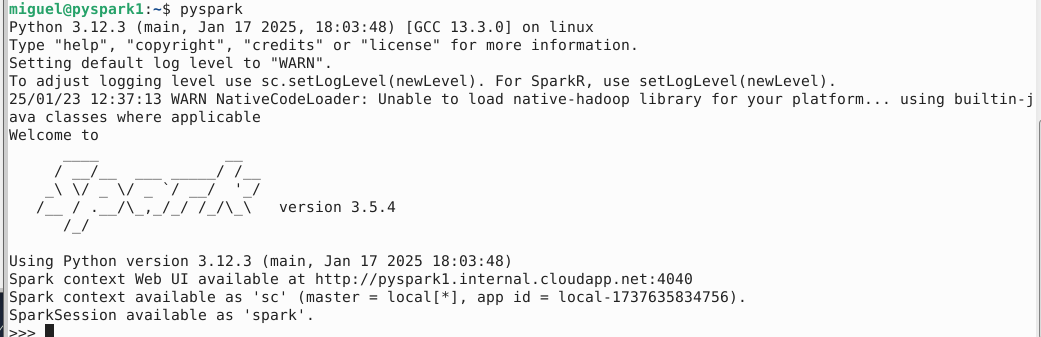 miguel@pyspark1:~$ pyspark
Python 3.12.3 (main, Jan 17 2025, 18:03:48) [GCC 13.3.0] on linux
Type "help", "copyright", "credits" or "license" for more information.
Setting default log level to "WARN".
To adjust logging level use sc.setLogLevel(newLevel). For SparkR, use setLogLevel(newLevel).
25/01/23 12:37:13 WARN NativeCodeLoader: Unable to load native-hadoop library for your platform... using builtin-j
ava classes where applicable
Welcome to
      ____              __
     / __/__  ___ _____/ /__
    _\ \/ _ \/ _ `/ __/  '_/
   /__ / .__/\_,_/_/ /_/\_\   version 3.5.4
      /_/
Using Python version 3.12.3 (main, Jan 17 2025 18:03:48)
Spark context Web UI available at http://pyspark1.internal.cloudapp.net:4040
Spark context available as 'sc' (master = local[*], app id = local-1737635834756).
SparkSession available as 'spark'.
>>>